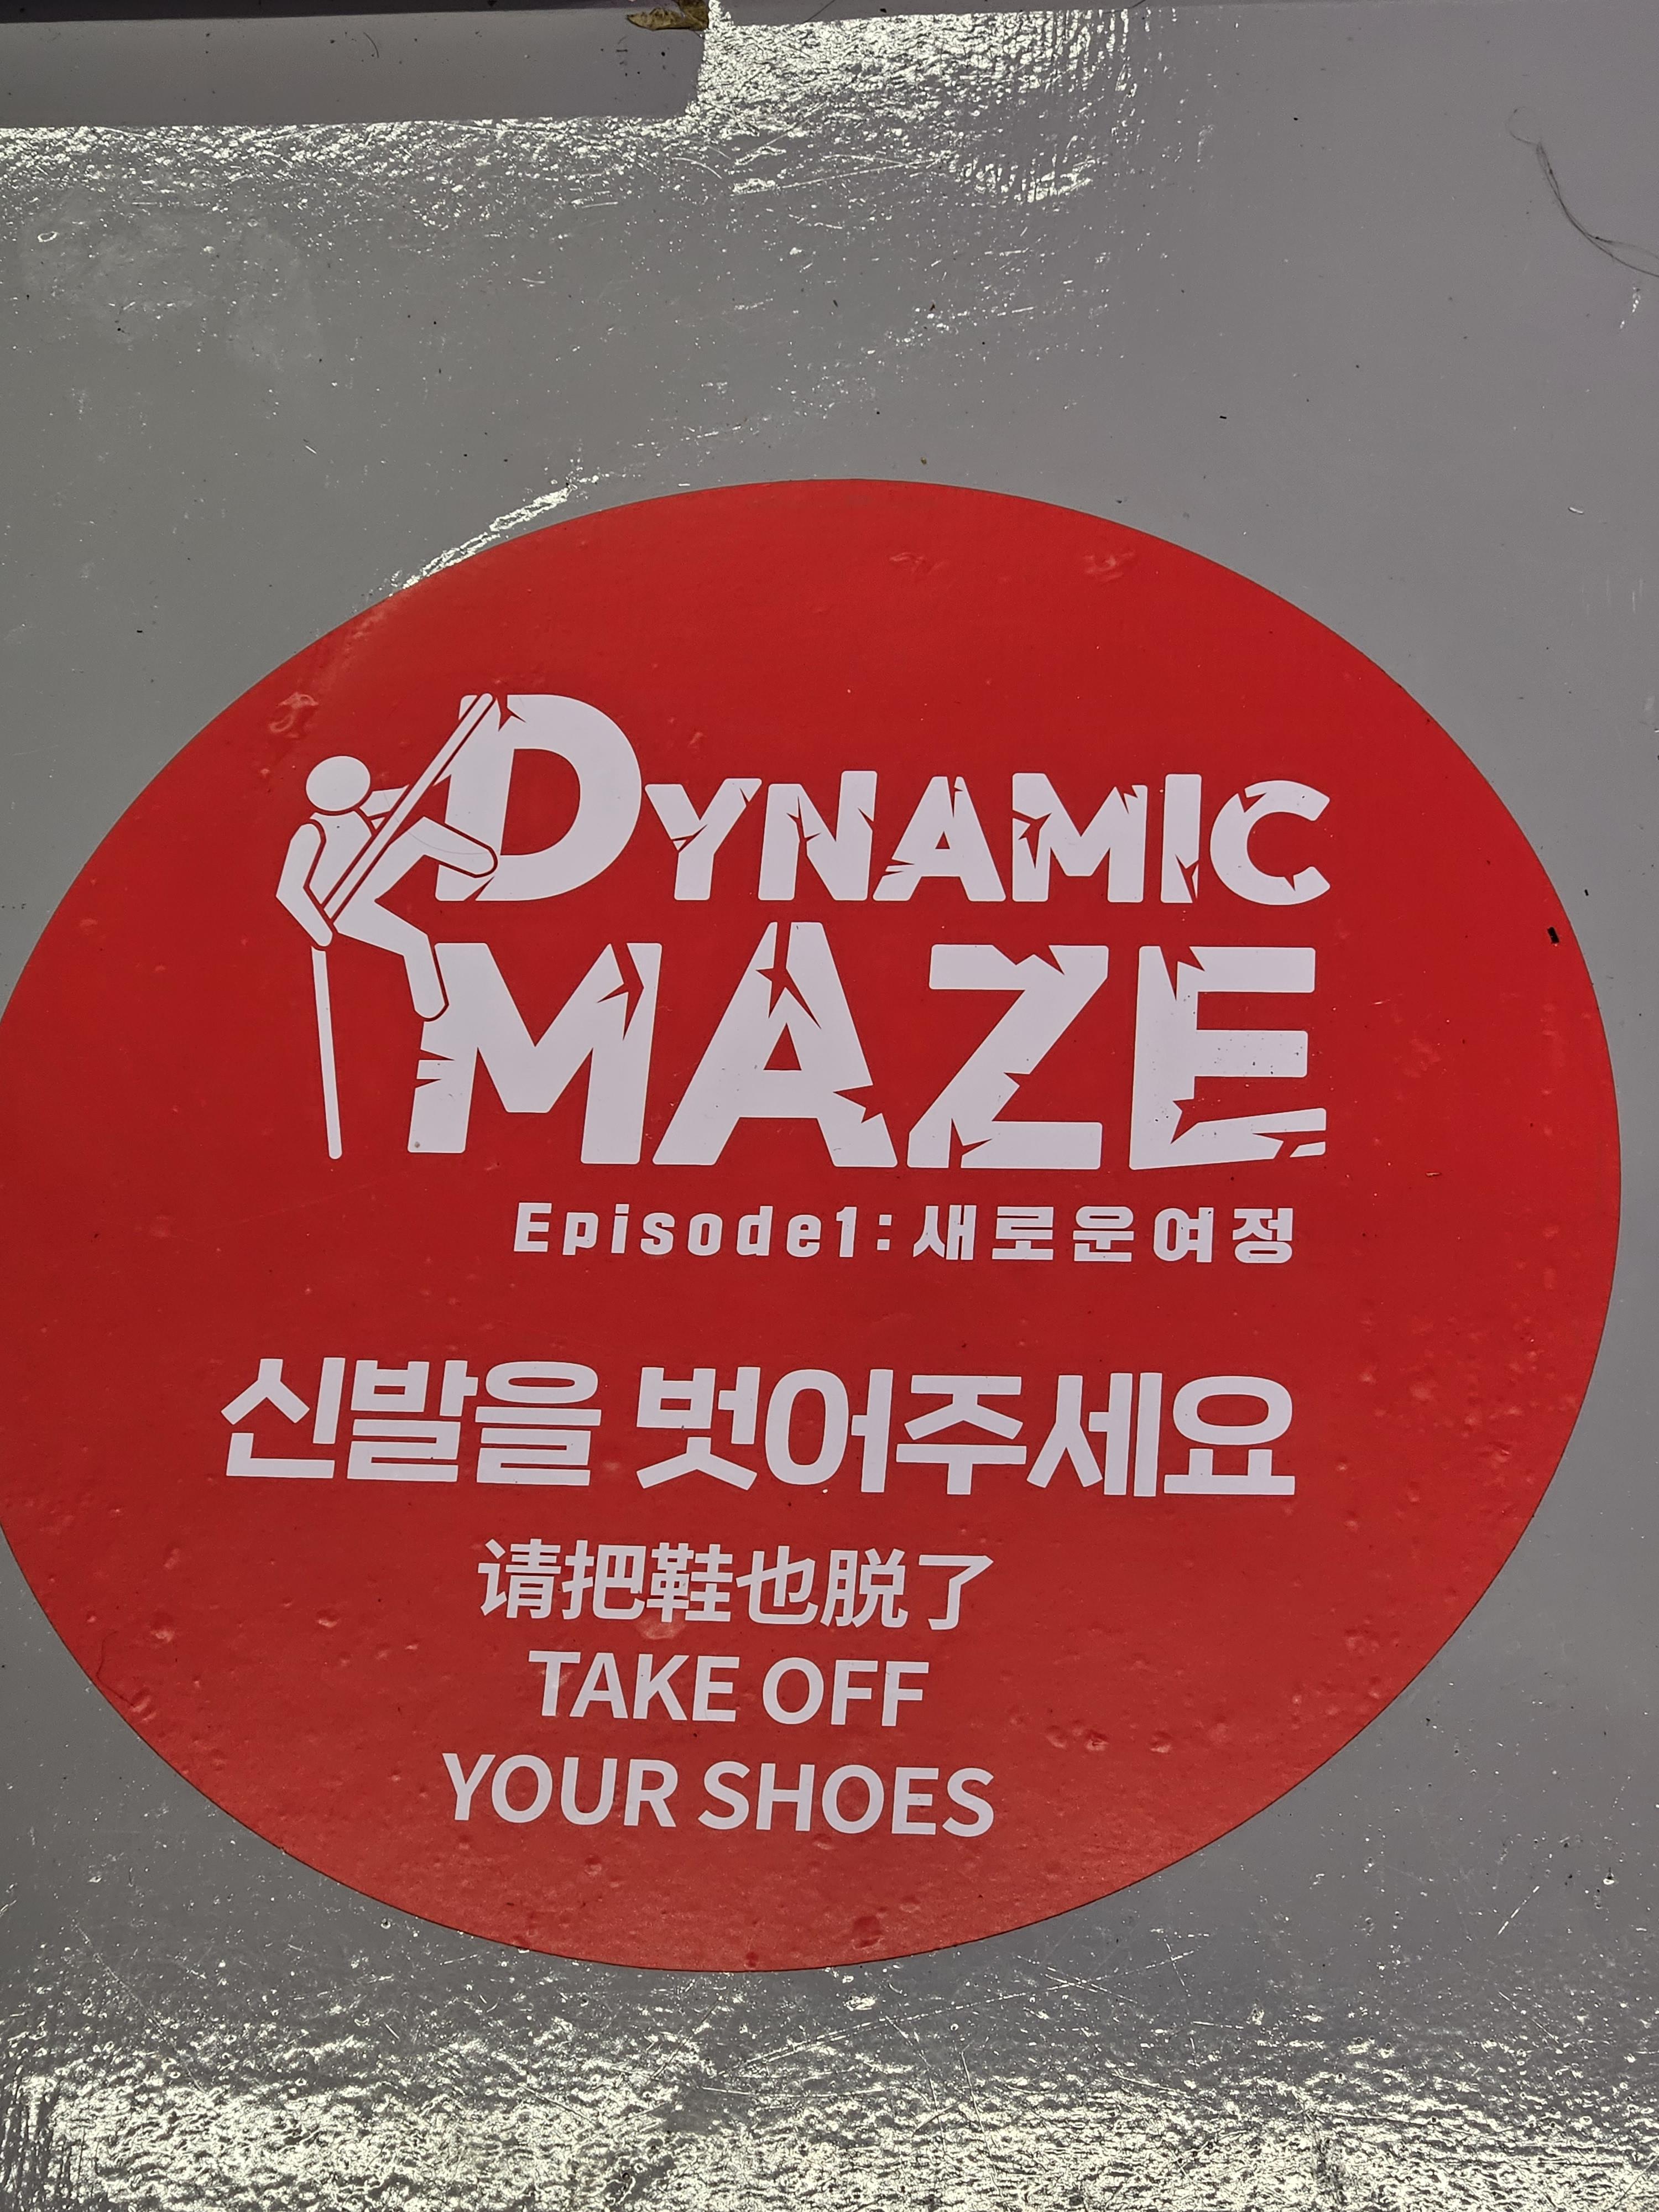 DYNAMIC
MAZE
Episode1:새로운여정
신발을 벗어주세요
请把鞋也脱了
TAKE OFF
YOUR SHOES